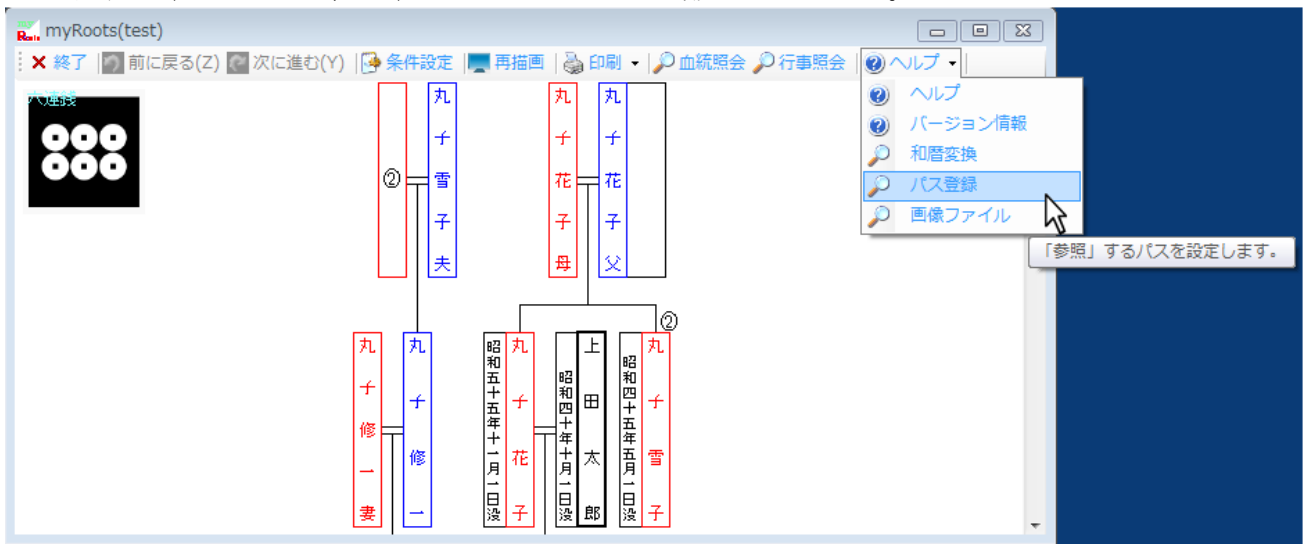 myRoots(test)
終了 前に戻る(Z) 次に進む(Y) 条件設定 再描画 印刷 血統照会 行事照会 ヘルプ
六連銭
ヘルプ
バージョン情報
和暦変換
パス登録
画像ファイル
「参照」するパスを設定します。
②
丸子雪子夫
丸子花子母
丸子花子父
②
丸子修一妻
丸子修一
昭和五十五年十一月一日没
丸子花子
昭和四十年十月一日没
上田太郎
昭和四十五年五月一日没
丸子雪子